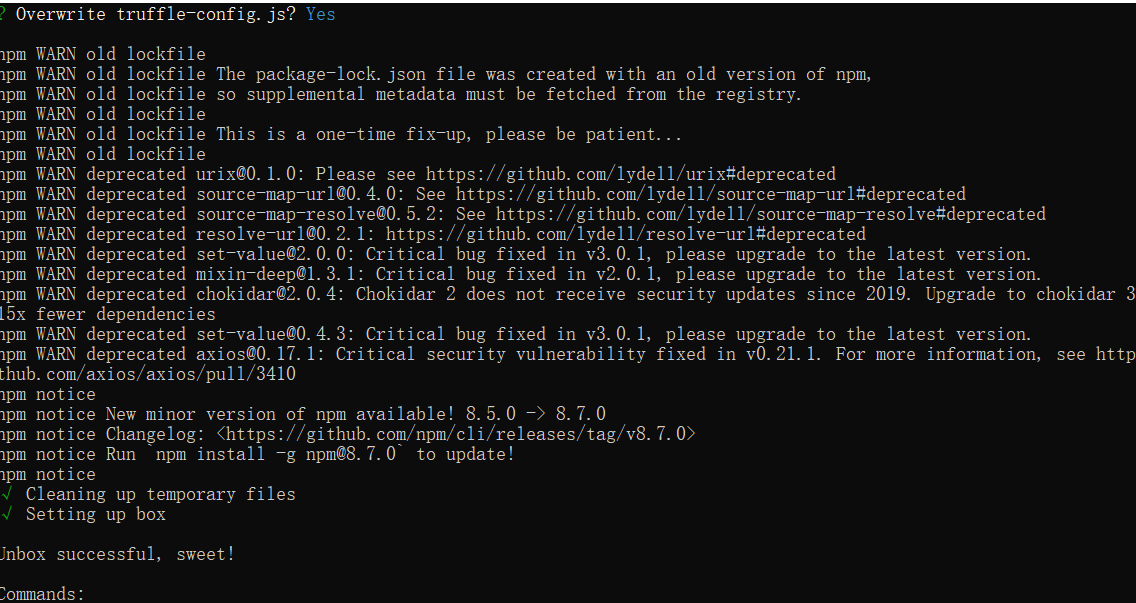 ? Overwrite truffle-config.js? Yes
npm WARN old lockfile
npm WARN old lockfile The package-lock.json file was created with an old version of npm,
npm WARN old lockfile so supplemental metadata must be fetched from the registry.
npm WARN old lockfile
npm WARN old lockfile This is a one-time fix-up, please be patient...
npm WARN old lockfile
npm WARN deprecated urix@0.1.0: Please see https://github.com/lydell/urix#deprecated
npm WARN deprecated source-map-url@0.4.0: See https://github.com/lydell/source-map-url#deprecated
npm WARN deprecated source-map-resolve@0.5.2: See https://github.com/lydell/source-map-resolve#deprecated
npm WARN deprecated resolve-url@0.2.1: https://github.com/lydell/resolve-url#deprecated
npm WARN deprecated set-value@2.0.0: Critical bug fixed in v3.0.1, please upgrade to the latest version.
npm WARN deprecated mixin-deep@1.3.1: Critical bug fixed in v2.0.1, please upgrade to the latest version.
npm WARN deprecated chokidar@2.0.4: Chokidar 2 does not receive security updates since 2019. Upgrade to chokidar 3
15x fewer dependencies
npm WARN deprecated set-value@0.4.3: Critical bug fixed in v3.0.1, please upgrade to the latest version.
npm WARN deprecated axios@0.17.1: Critical security vulnerability fixed in v0.21.1. For more information, see http
thub.com/axios/axios/pull/3410
npm notice
npm notice New minor version of npm available! 8.5.0 -> 8.7.0
npm notice Changelog: <https://github.com/npm/cli/releases/tag/v8.7.0>
npm notice Run `npm install -g npm@8.7.0` to update!
npm notice
√ Cleaning up temporary files
√ Setting up box
Unbox successful, sweet!
Commands: